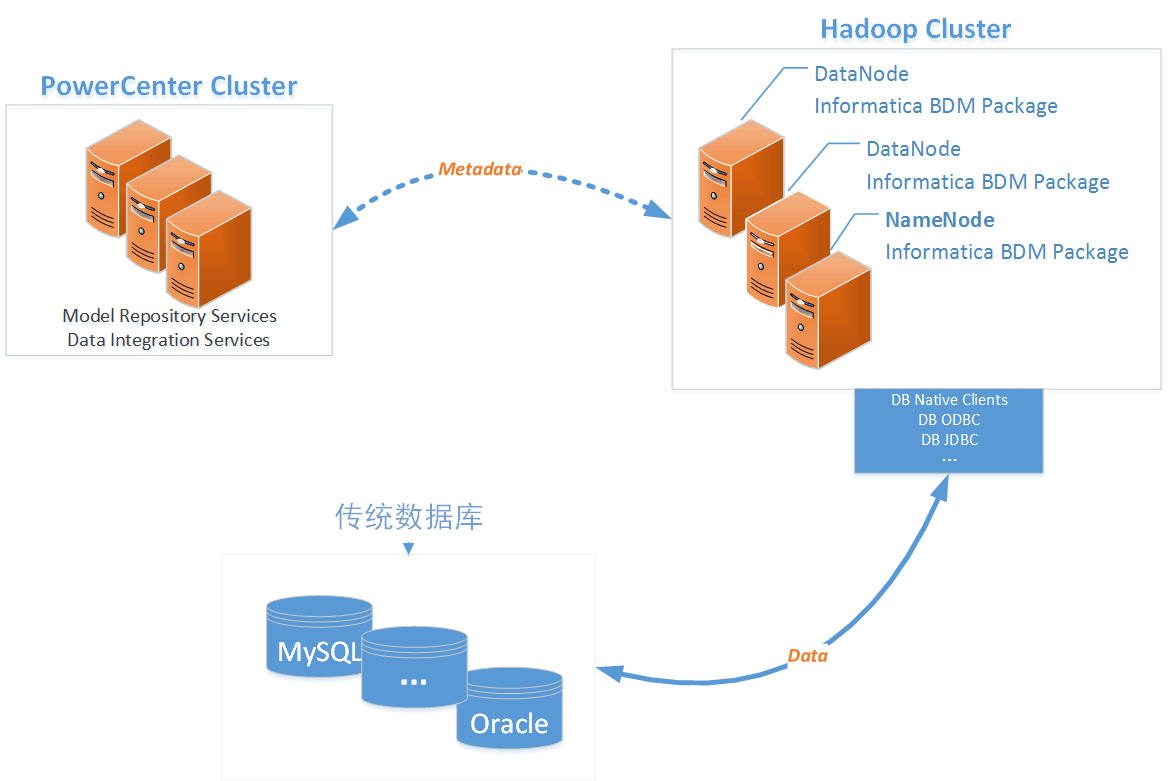 Hadoop Cluster
PowerCenter Cluster
DataNode
Informatica BDM Package
DataNode
Informatica BDM Package
NameNode
Informatica BDM Package
Metadata
Model Repository Services
Data Integration Services
DB Native Clients
DB ODBC
DB JDBC
...
传统数据库
MySQL
...
Oracle
Data